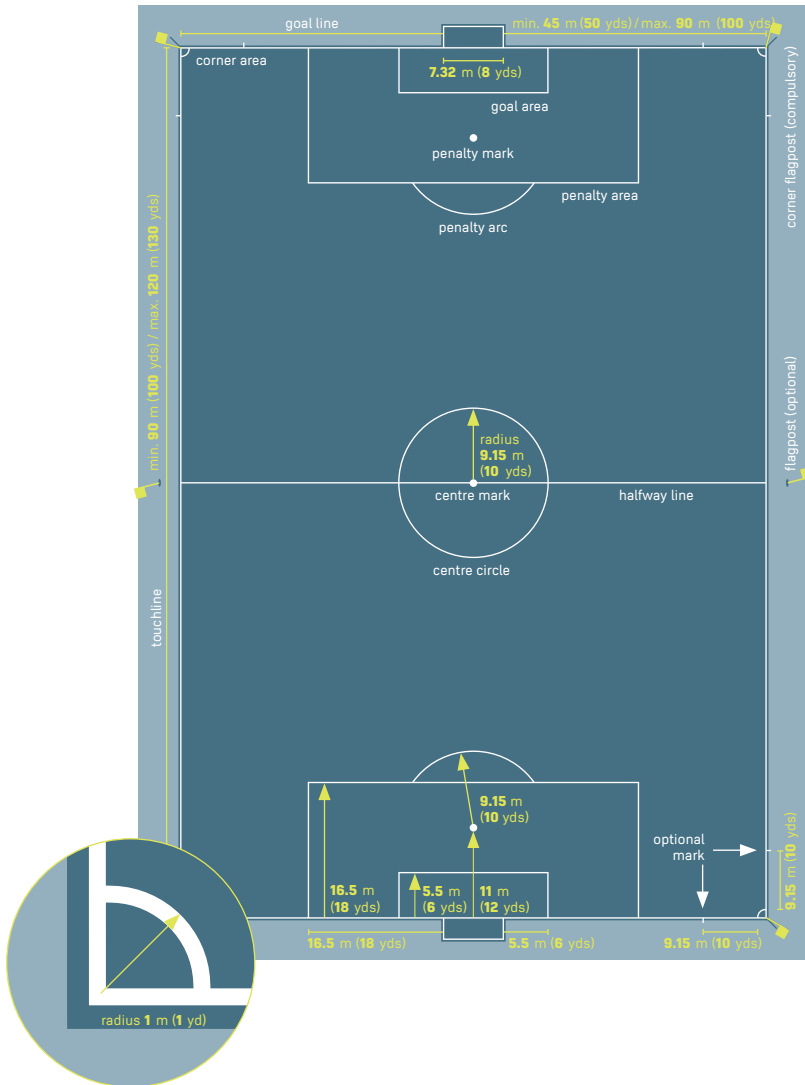 goal line
min. 45 m (50 yds)/max. 90 m (100 yds)
corner area
7.32 m (8 yds)
goal area
penalty mark
penalty area
penalty arc
corner flagpost (compulsory)
min. 90 m (100 yds) / max. 120 m (130 yds)
flagpost (optional)
radius
9.15 m
(10 yds)
centre mark
halfway line
centre circle
touchline
9.15 m
(10 yds)
optional
mark
9.15 m (10 yds)
16.5 m
(18 yds)
5.5 m
(6 yds)
11 m
(12 yds)
16.5 m (18 yds)
5.5 m (6 yds)
9.15 m (10 yds)
radius 1 m (1 yd)